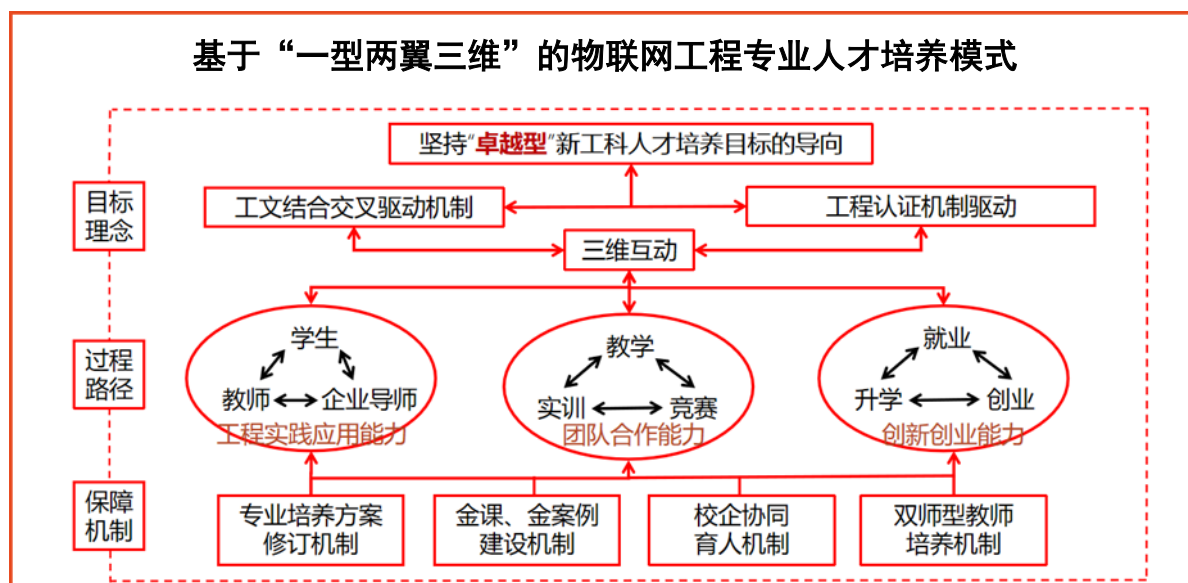 基于“一型两翼三维”的物联网工程专业人才培养模式
坚持“卓越型”新工科人才培养目标的导向
目标
理念
工文结合交叉驱动机制
工程认证机制驱动
三维互动
过程
路径
学生
教师
企业导师
工程实践应用能力
教学
实训
竞赛
团队合作能力
就业
升学
创业
创新创业能力
保障
机制
专业培养方案
修订机制
金课、金案例
建设机制
校企协同
育人机制
双师型教师
培养机制